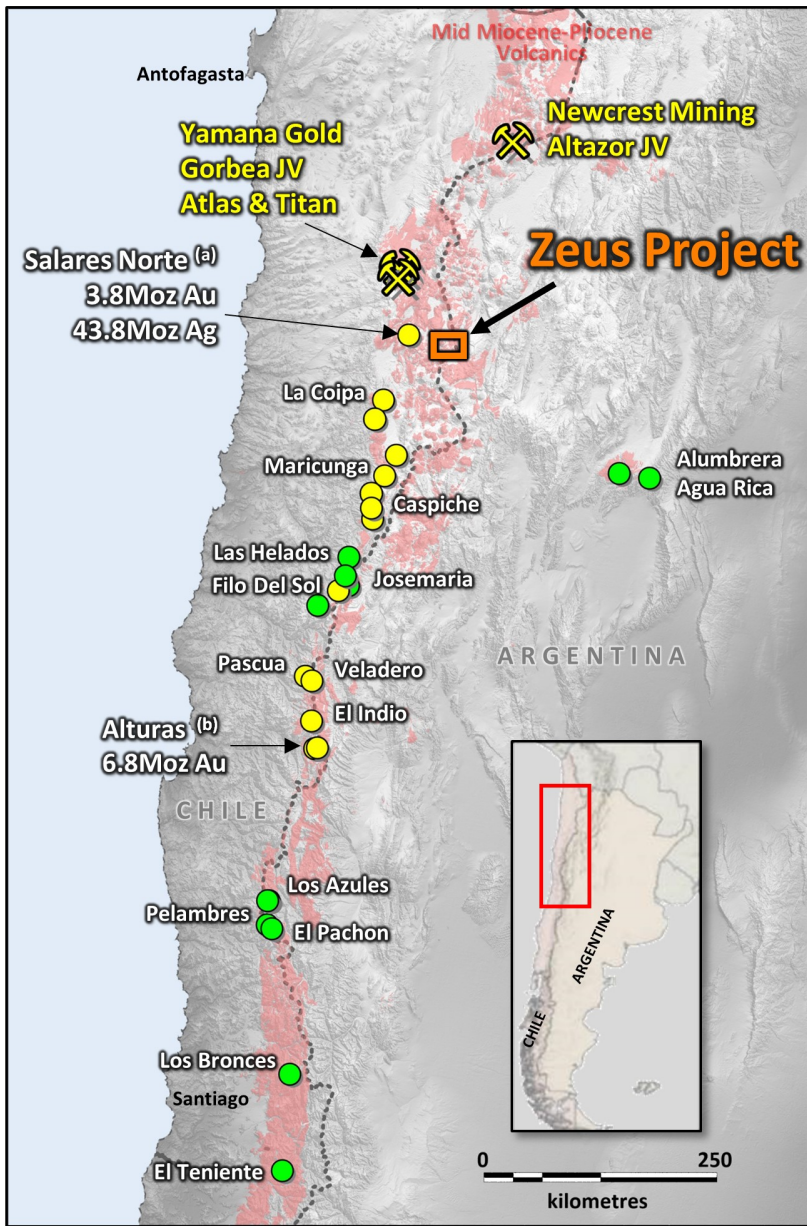 Mid Miocene-Pliocene
Volcanics
Antofagasta
Newcrest Mining
Altazor JV
Yamana Gold
Gorbea JV
Atlas & Titan
Zeus Project
Salares Norte (a)
3.8Moz Au
43.8Moz Ag
La Coipa
Maricunga
Alumbrera
Agua Rica
Caspiche
Las Helados
Josemaria
Filo Del Sol
ARGENTINA
Pascua
Veladero
El Indio
Alturas (b)
6.8Moz Au
CHILE
Los Azules
Pelambres
El Pachon
ARGENTINA
CHILE
Los Bronces
Santiago
El Teniente
0
250
kilometres